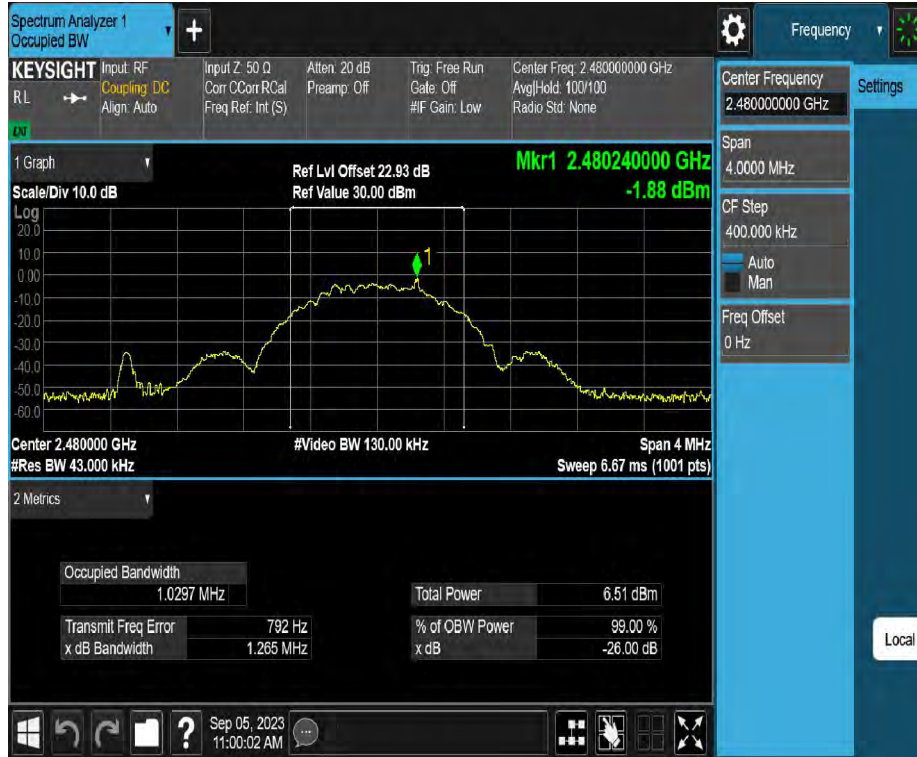 Spectrum Analyzer 1
Occupied BW
Frequency
KEYSIGHT
RL
Input: RF
Coupling: DC
Align: Auto
Input Z: 50 Ω
Corr CCorr RCal
Freq Ref: Int (S)
Atten: 20 dB
Preamp: Off
Trig: Free Run
Gate: Off
#IF Gain: Low
Center Freq: 2.480000000 GHz
Avg|Hold: 100/100
Radio Std: None
Center Frequency
2.480000000 GHz
Settings
Span
4.0000 MHz
CF Step
400.000 kHz
Auto
Man
Freq Offset
0 Hz
1 Graph
Scale/Div 10.0 dB
Ref Lvl Offset 22.93 dB
Ref Value 30.00 dBm
Mkr1 2.480240000 GHz
-1.88 dBm
Log
20.0
10.0
0.00
-10.0
-20.0
-30.0
-40.0
-50.0
-60.0
1
Center 2.480000 GHz
#Video BW 130.00 kHz
Span 4 MHz
#Res BW 43.000 kHz
Sweep 6.67 ms (1001 pts)
2 Metrics
Occupied Bandwidth
1.0297 MHz
Total Power
6.51 dBm
Transmit Freq Error
792 Hz
% of OBW Power
99.00 %
x dB Bandwidth
1.265 MHz
x dB
-26.00 dB
Local
Sep 05, 2023
11:00:02 AM